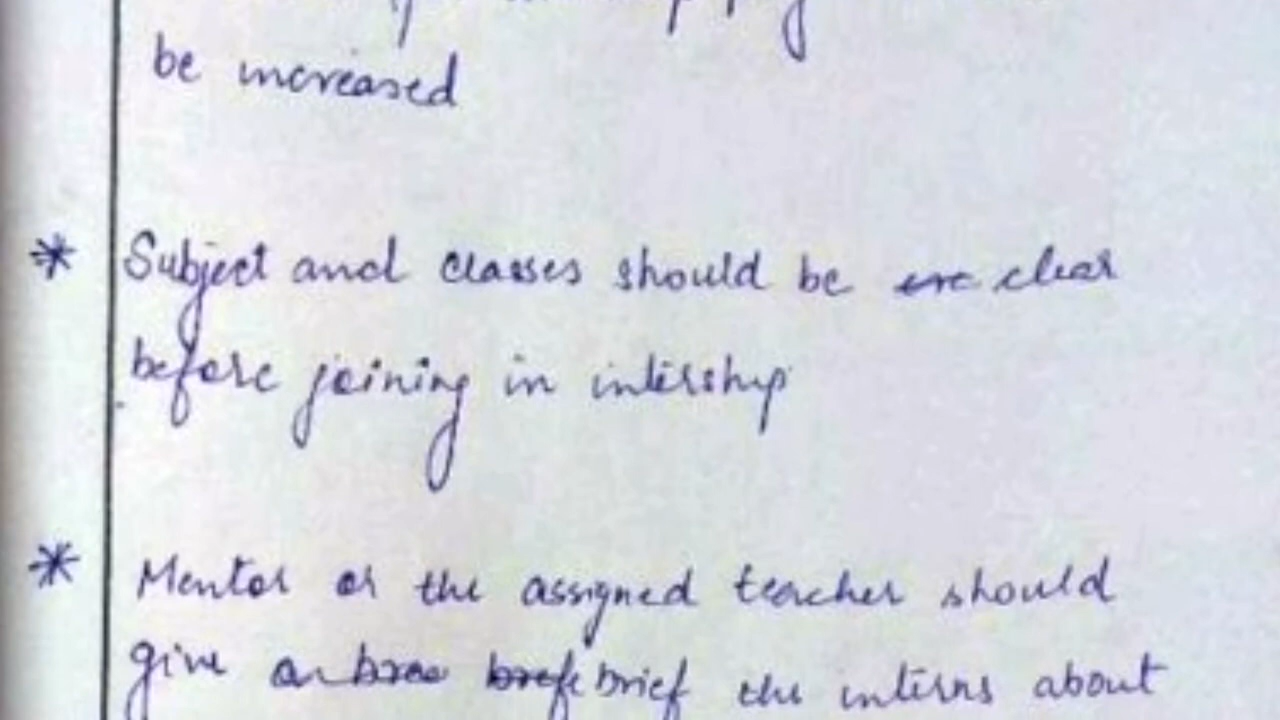 be increased
* Subject and classes should be clear
before joining in intership
* Mentor or the assigned teacher should
give brief the interns about